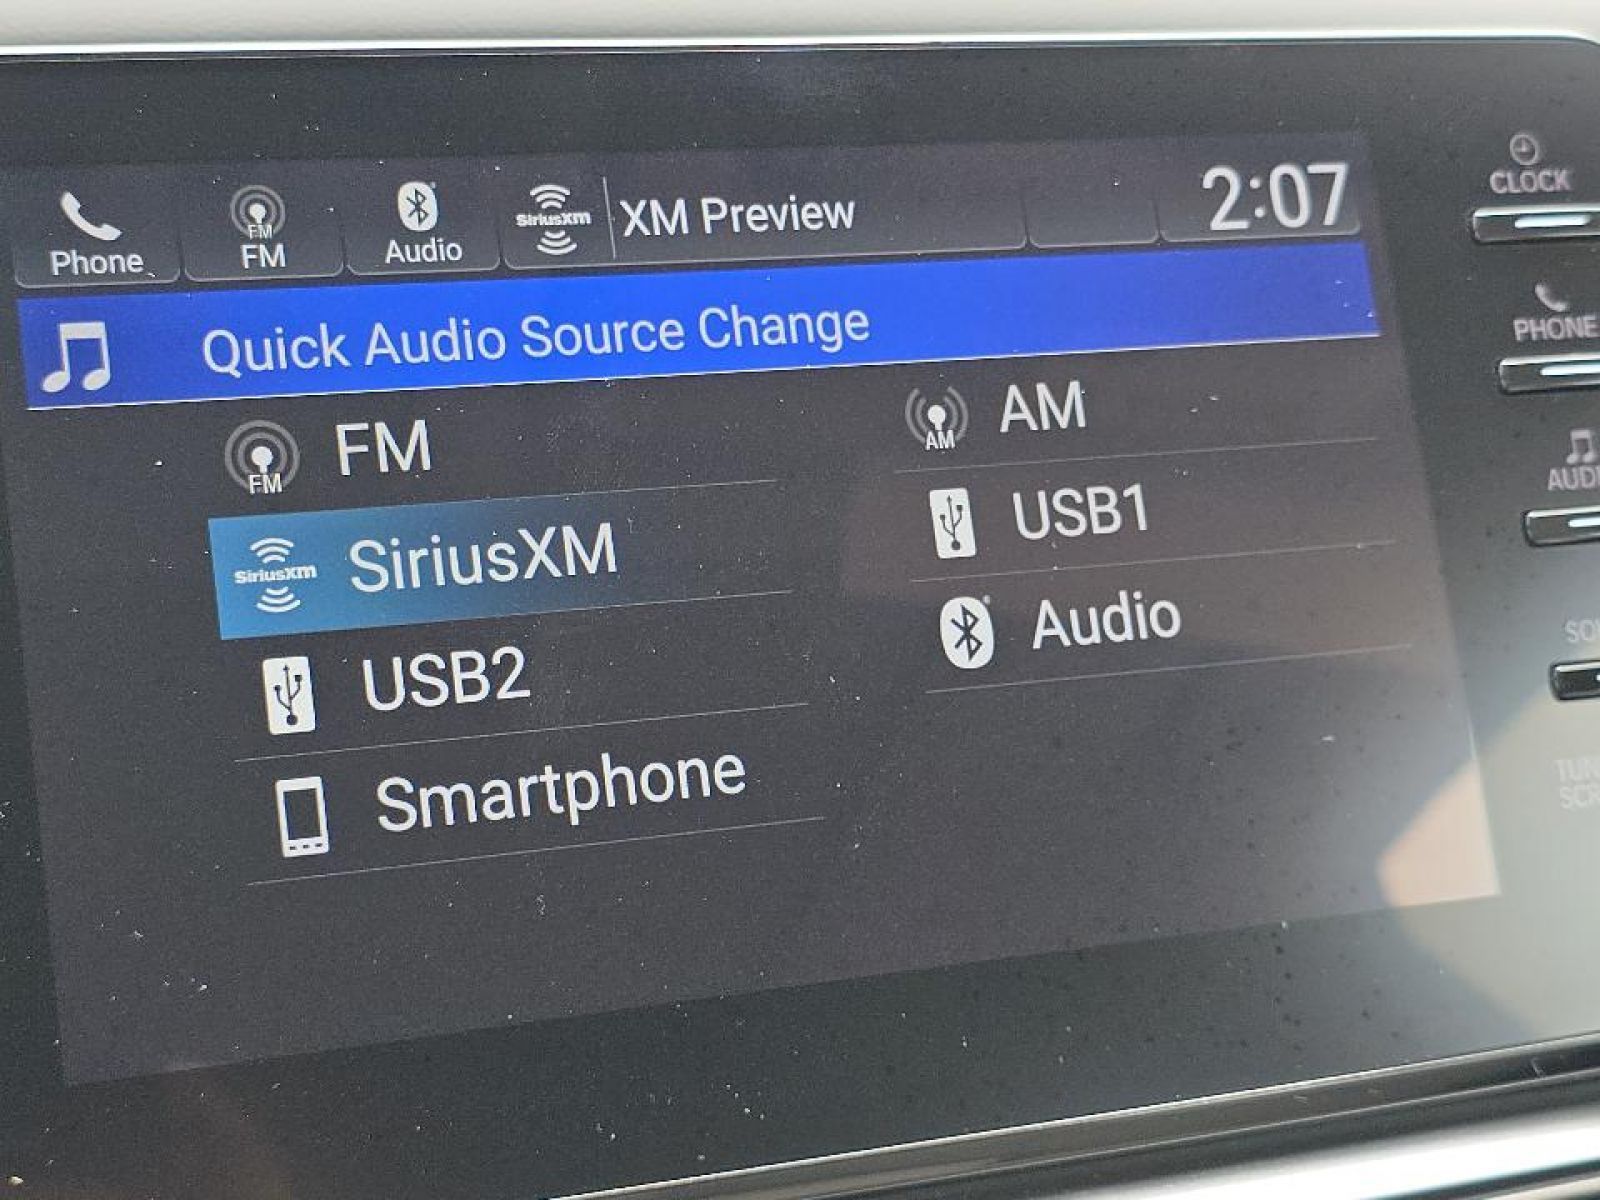 Phone
FM
FM
Audio
SiriusXM
XM Preview
2:07
Quick Audio Source Change
FM
FM
AM
AM
SiriusXM
SiriusXM
USB1
USB2
Audio
Smartphone
CLOCK
PHONE